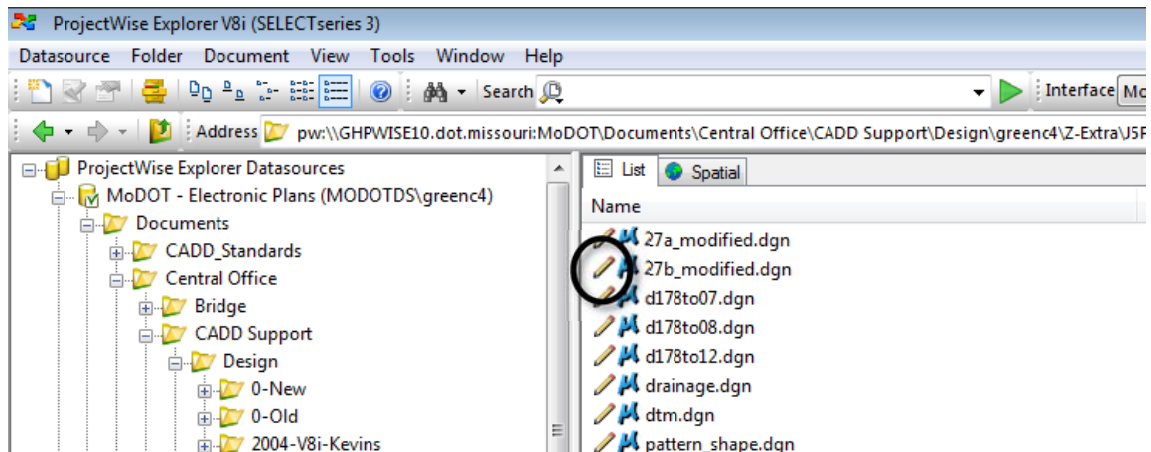 ProjectWise Explorer V8i (SELECTseries 3)
Datasource Folder Document View Tools Window Help
Search Interface Mo
Address pw:\\GHPWISE10.dot.missouri:MoDOT\Documents\Central Office\CADD Support\Design\greenc4\Z-Extra\J5P
ProjectWise Explorer Datasources
MoDOT - Electronic Plans (MODOTDS\greenc4)
Documents
CADD_Standards
Central Office
Bridge
CADD Support
Design
0-New
0-Old
2004-V8i-Kevins
List Spatial
Name
27a_modified.dgn
27b_modified.dgn
d178to07.dgn
d178to08.dgn
d178to12.dgn
drainage.dgn
dtm.dgn
pattern_shape.dgn